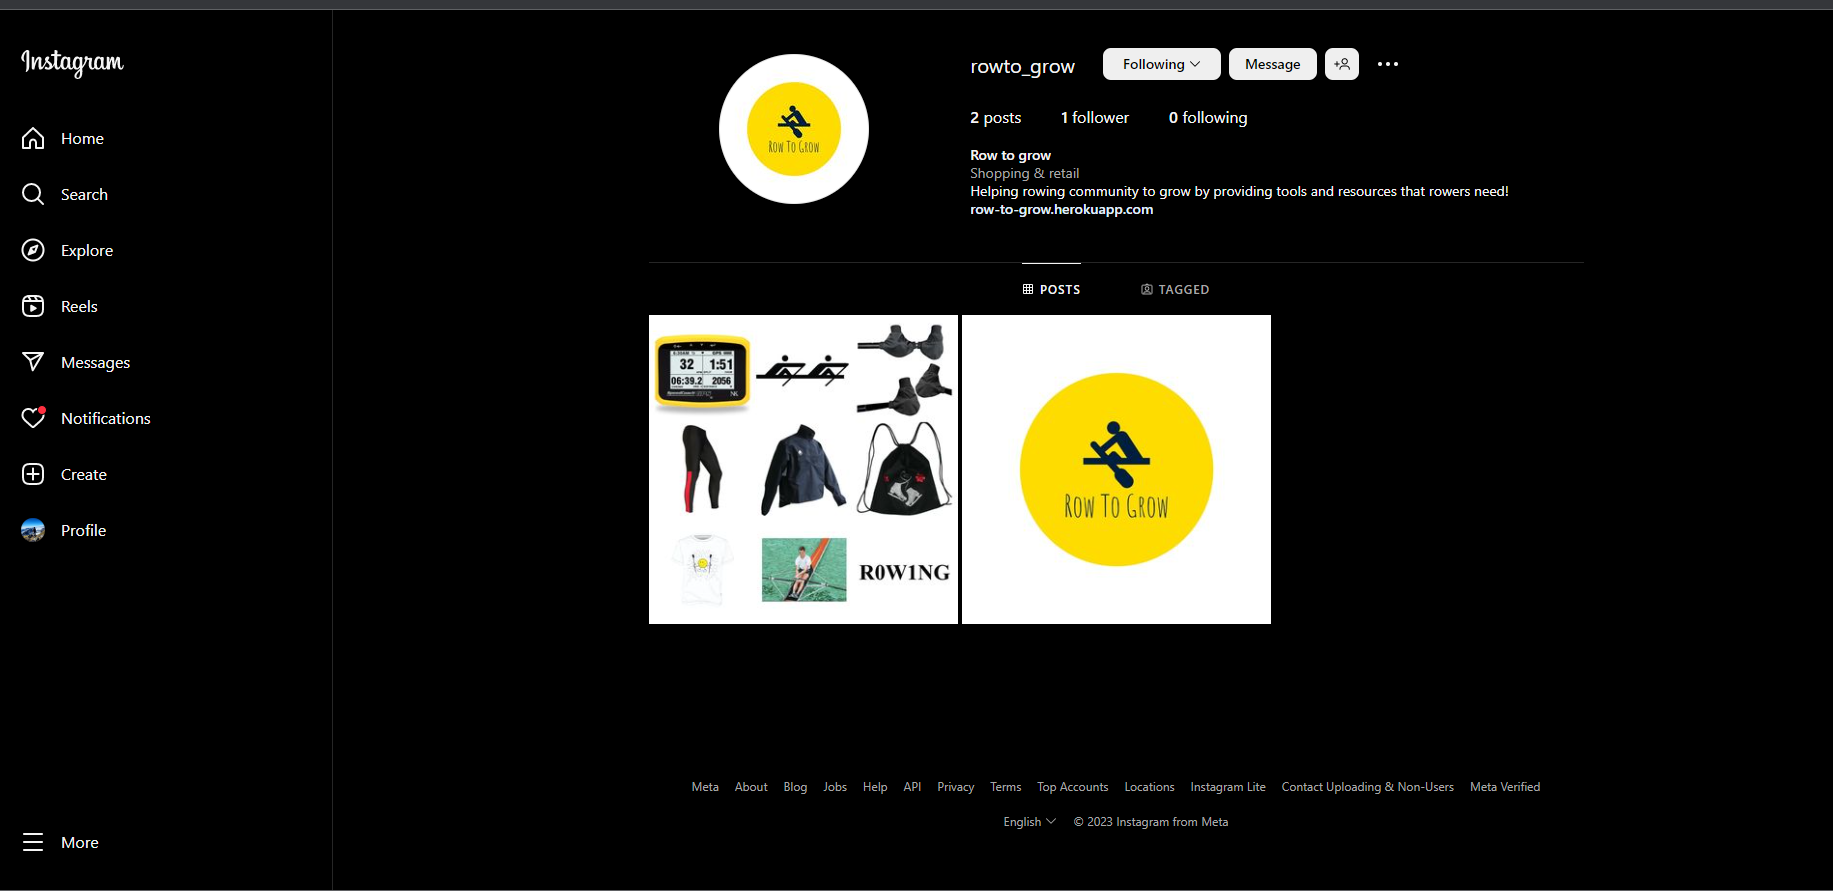 Instagram
Home
Search
Explore
Reels
Messages
Notifications
Create
Profile
More
ROW TO GROW
rowto_grow Following Message
2 posts 1 follower 0 following
Row to grow
Shopping & retail
Helping rowing community to grow by providing tools and resources that rowers need!
row-to-grow.herokuapp.com
POSTS TAGGED
32 1:51
06:39.2 2056
NK
R0W1NG
ROW TO GROW
Meta About Blog Jobs Help API Privacy Terms Top Accounts Locations Instagram Lite Contact Uploading & Non-Users Meta Verified
English © 2023 Instagram from Meta